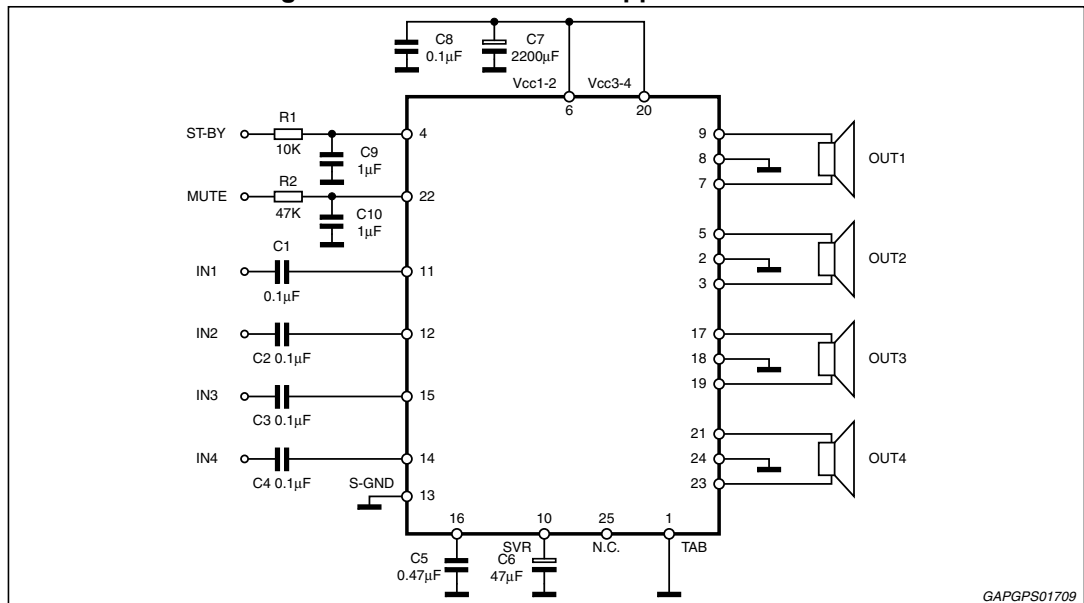 C8
0.1µF
C7
2200µF
Vcc1-2
Vcc3-4
6
20
ST-BY
R1
10K
4
C9
1µF
MUTE
R2
47K
22
C10
1µF
IN1
C1
0.1µF
11
IN2
C2 0.1µF
12
IN3
C3 0.1µF
15
IN4
C4 0.1µF
14
S-GND
13
9
8
7
OUT1
5
2
3
OUT2
17
18
19
OUT3
21
24
23
OUT4
16
10
25
1
SVR
N.C.
TAB
C5
0.47µF
C6
47µF
GAPGPS01709